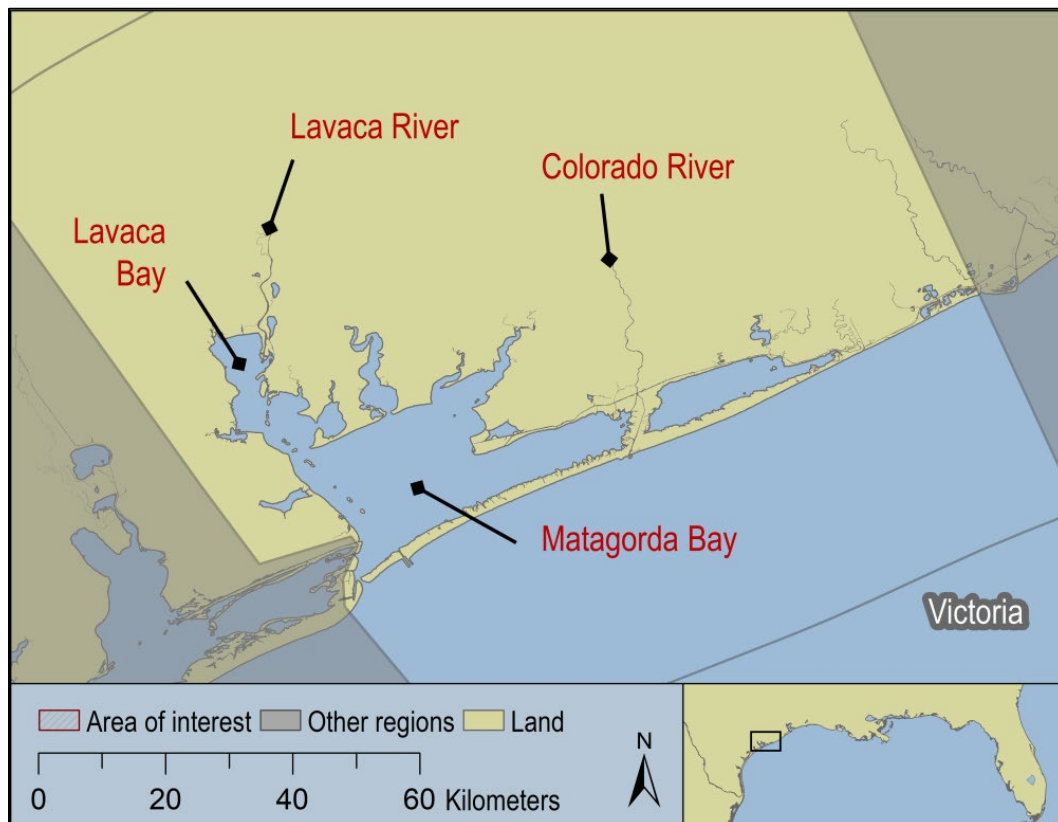 Lavaca River
Colorado River
Lavaca
Bay
Matagorda Bay
Victoria
Area of interest
Other regions
Land
N
0 20 40 60 Kilometers